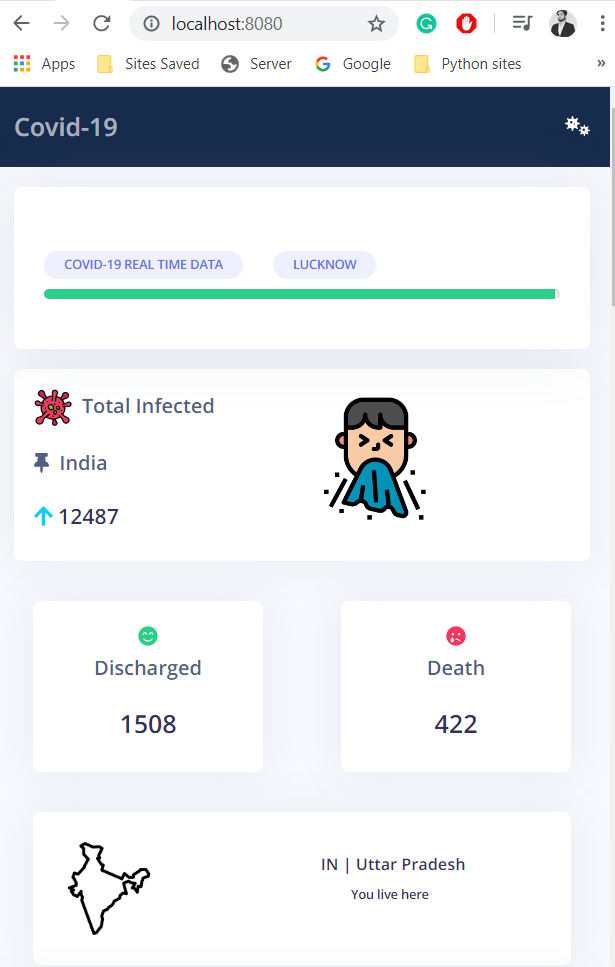 localhost:8080
Apps Sites Saved Server Google Python sites »
Covid-19
COVID-19 REAL TIME DATA LUCKNOW
Total Infected
India
12487
Discharged Death
1508 422
IN | Uttar Pradesh
You live here